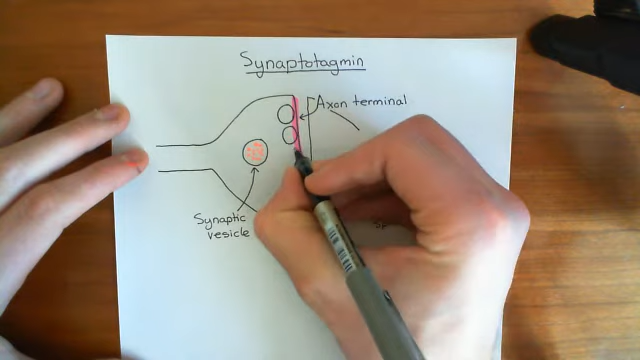 Synaptotagmin
Axon terminal
Synaptic
vesicle